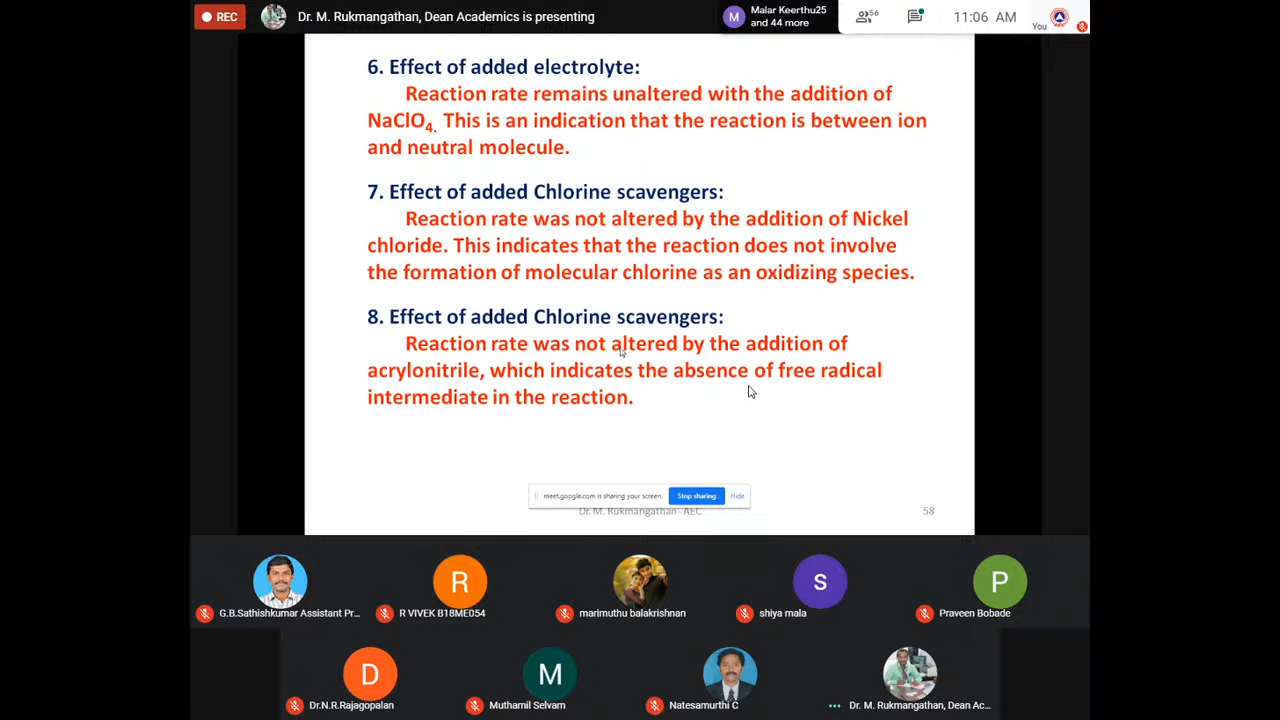 REC
Dr. M. Rukmangathan, Dean Academics is presenting
M
Malar Keerthu25
and 44 more
56
11:06 AM
You
6. Effect of added electrolyte:
Reaction rate remains unaltered with the addition of
NaClO4. This is an indication that the reaction is between ion
and neutral molecule.
7. Effect of added Chlorine scavengers:
Reaction rate was not altered by the addition of Nickel
chloride. This indicates that the reaction does not involve
the formation of molecular chlorine as an oxidizing species.
8. Effect of added Chlorine scavengers:
Reaction rate was not altered by the addition of
acrylonitrile, which indicates the absence of free radical
intermediate in the reaction.
meet.google.com is sharing your screen. Stop sharing Hide
Dr. M. Rukmangathan - AEC 58
R S P
G.B.Sathishkumar Assistant Pr... R VIVEK B18ME054 marimuthu balakrishnan shiya mala Praveen Bobade
D M
Dr.N.R.Rajagopalan Muthamil Selvam Natesamurthi C Dr. M. Rukmangathan, Dean Ac...